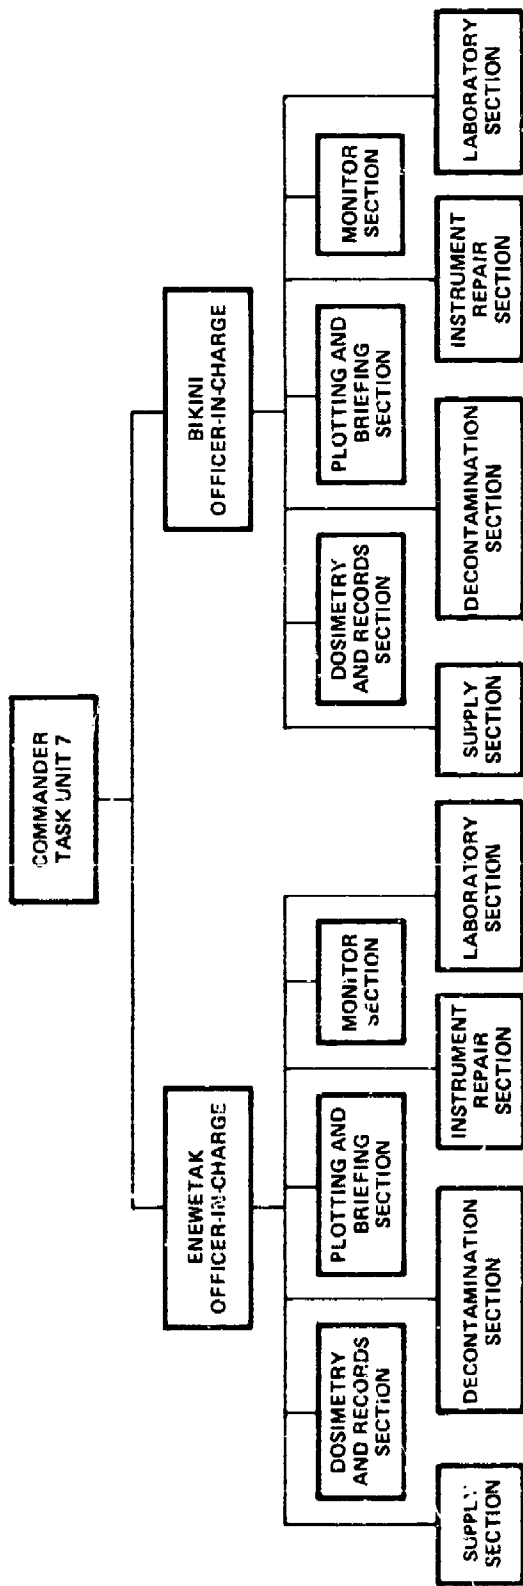 COMMANDER
TASK UNIT 7
ENEWETAK
OFFICER-IN-CHARGE
BIKINI
OFFICER-IN-CHARGE
DOSIMETRY
AND RECORDS
SECTION
PLOTTING AND
BRIEFING
SECTION
MONITOR
SECTION
DOSIMETRY
AND RECORDS
SECTION
PLOTTING AND
BRIEFING
SECTION
MONITOR
SECTION
SUPPLY
SECTION
DECONTAMINATION
SECTION
INSTRUMENT
REPAIR
SECTION
LABORATORY
SECTION
SUPPLY
SECTION
DECONTAMINATION
SECTION
INSTRUMENT
REPAIR
SECTION
LABORATORY
SECTION